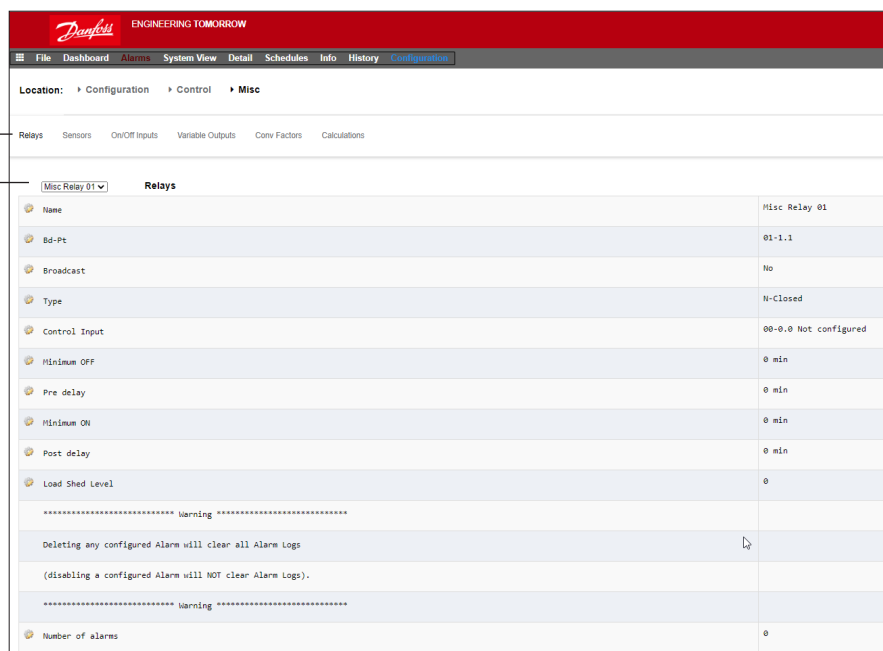 Danfoss ENGINEERING TOMORROW
File Dashboard Alarms System View Detail Schedules Info History Configuration
Location: Configuration Control Misc
Relays Sensors On/Off Inputs Variable Outputs Conv Factors Calculations
Misc Relay 01 Relays
Name Misc Relay 01
Bd-Pt 01-1.1
Broadcast No
Type N-Closed
Control Input 00-0.0 Not configured
Minimum OFF 0 min
Pre delay 0 min
Minimum ON 0 min
Post delay 0 min
Load Shed Level 0
**************************** Warning ****************************
Deleting any configured Alarm will clear all Alarm Logs
(disabling a configured Alarm will NOT clear Alarm Logs).
**************************** Warning ****************************
Number of alarms 0